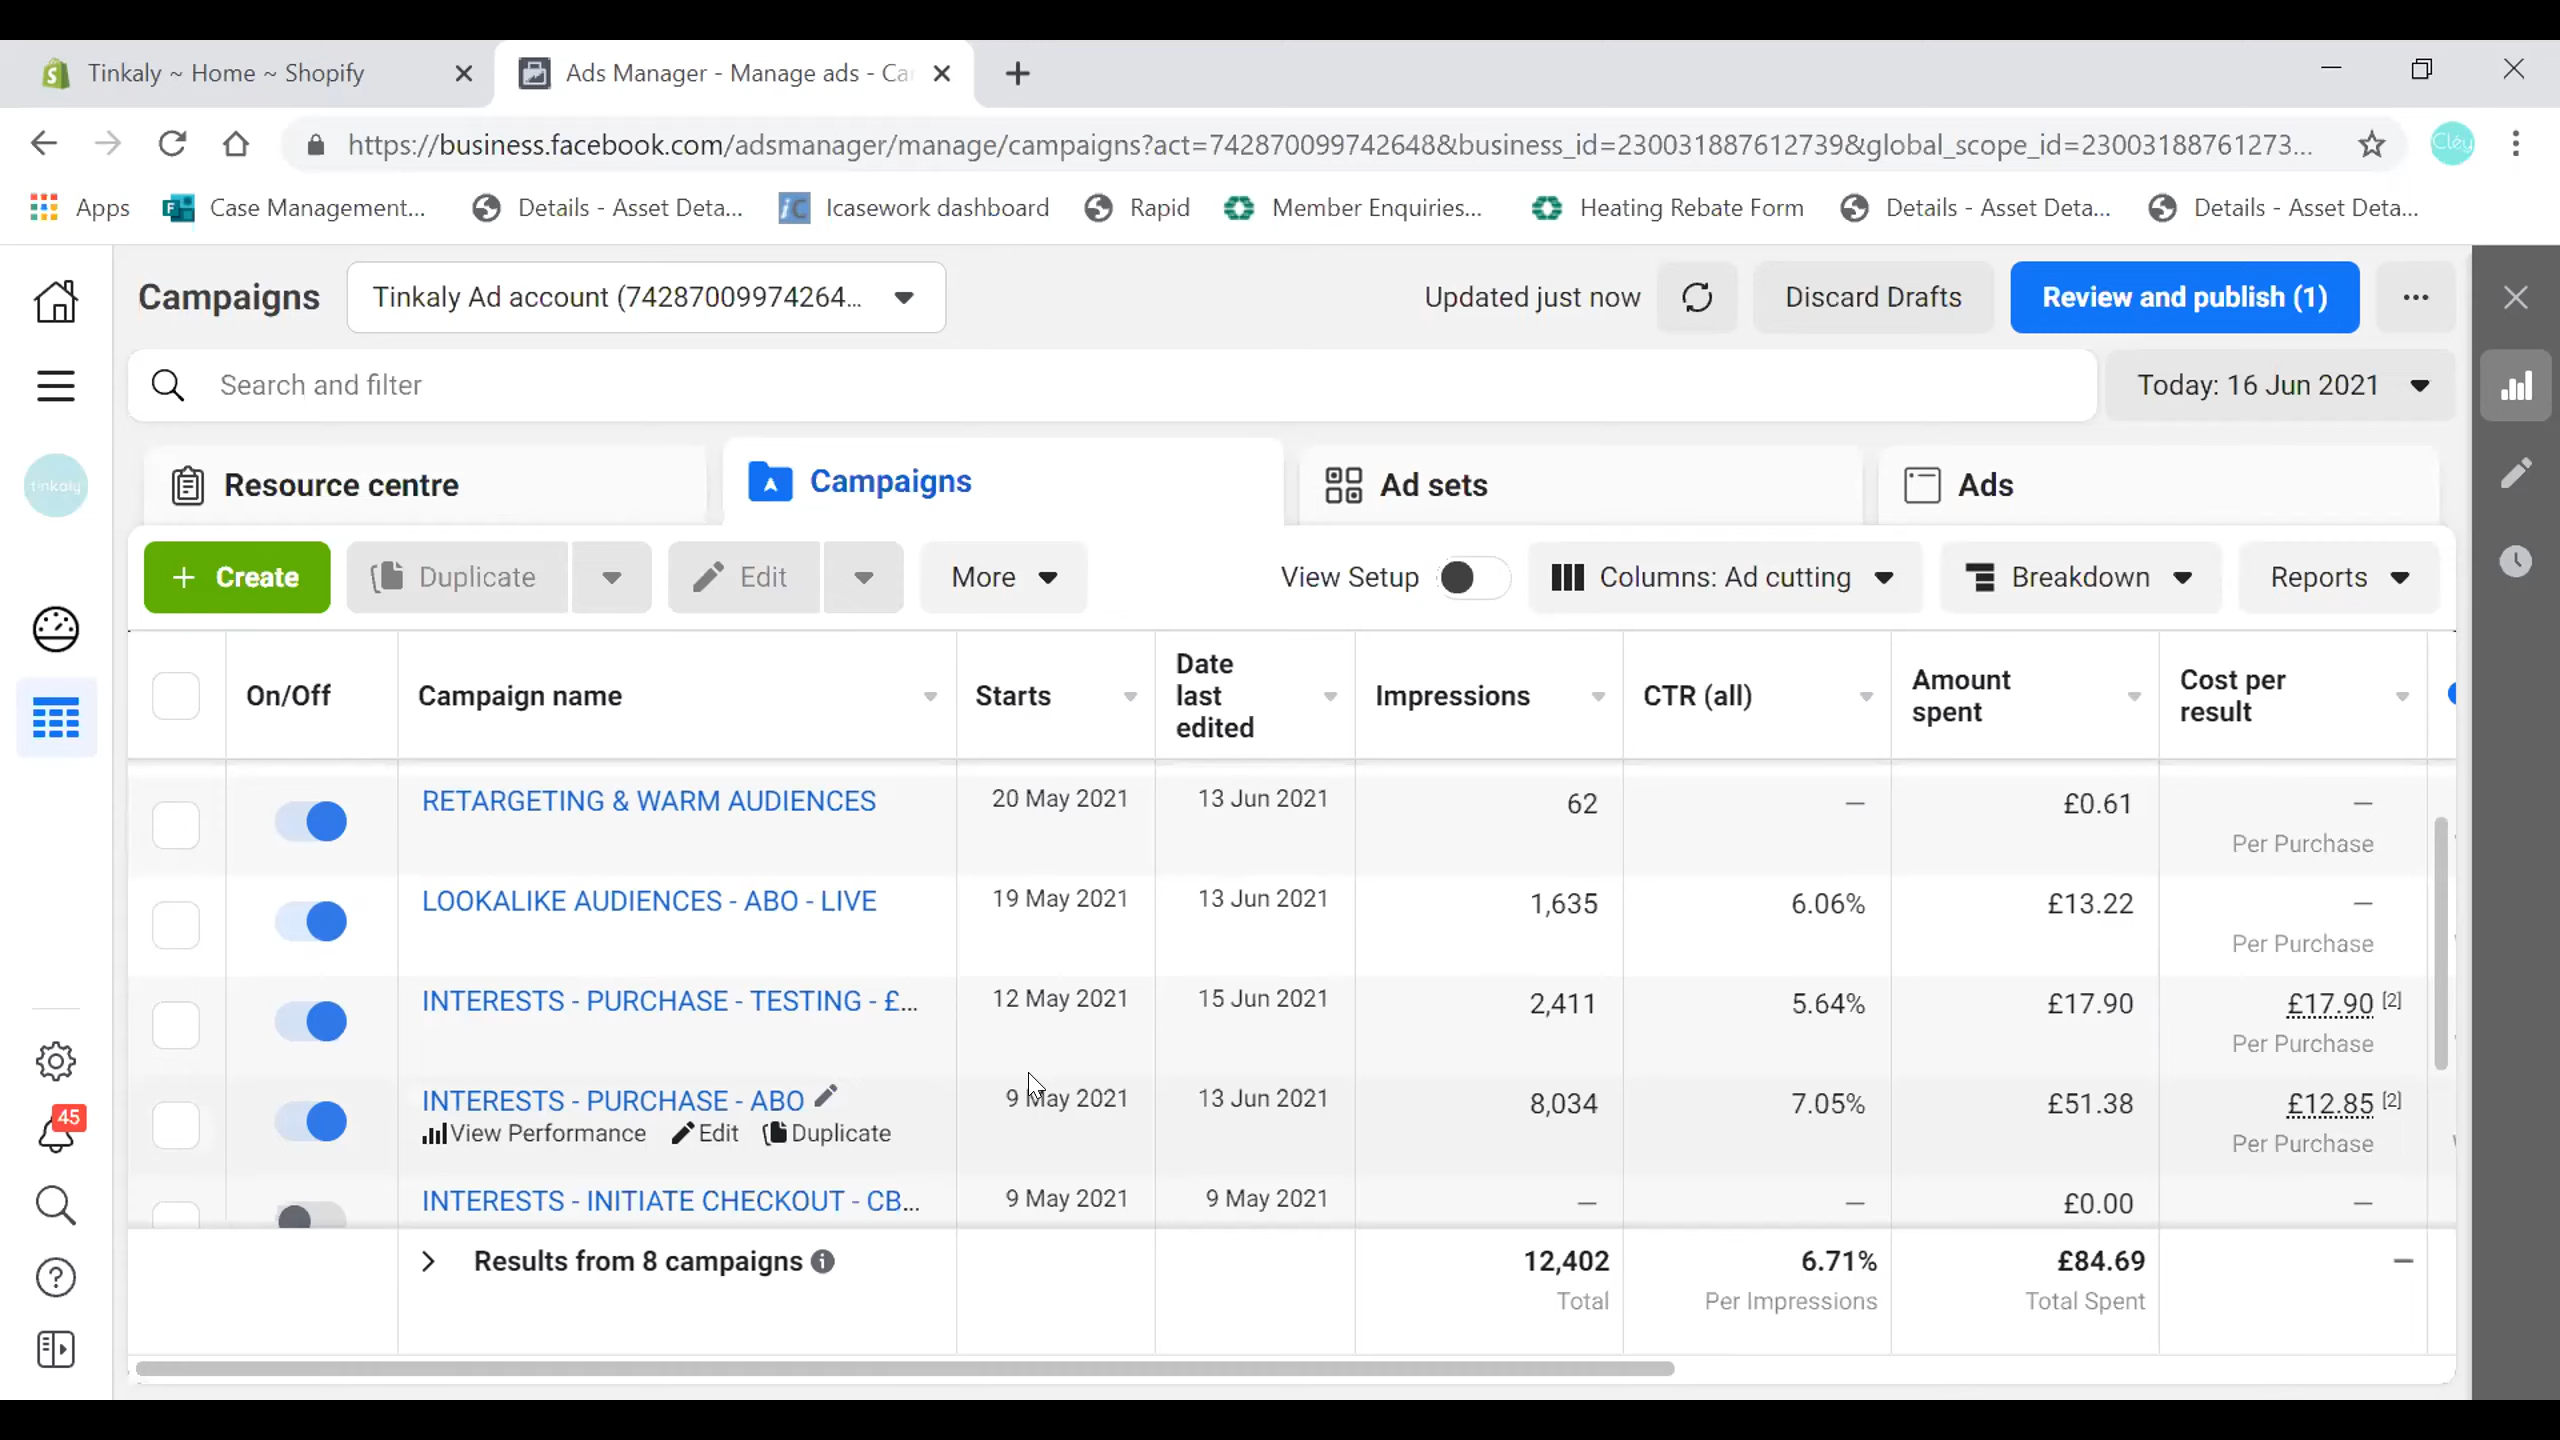 Tinkaly ~ Home ~ Shopify
Ads Manager - Manage ads - Ca
https://business.facebook.com/adsmanager/manage/campaigns?act=742870099742648&business_id=230031887612739&global_scope_id=23003188761273...
Cléy
Apps
Case Management...
Details - Asset Deta...
Icasework dashboard
Rapid
Member Enquiries...
Heating Rebate Form
Details - Asset Deta...
Details - Asset Deta...
Campaigns
Tinkaly Ad account (74287009974264...
Updated just now
Discard Drafts
Review and publish (1)
Search and filter
Today: 16 Jun 2021
tinkaly
Resource centre
Campaigns
Ad sets
Ads
+ Create
Duplicate
Edit
More
View Setup
Columns: Ad cutting
Breakdown
Reports
On/Off
Campaign name
Starts
Date
last
edited
Impressions
CTR (all)
Amount
spent
Cost per
result
RETARGETING & WARM AUDIENCES 20 May 2021 13 Jun 2021 62 — £0.61 —
Per Purchase
LOOKALIKE AUDIENCES - ABO - LIVE 19 May 2021 13 Jun 2021 1,635 6.06% £13.22 —
Per Purchase
INTERESTS - PURCHASE - TESTING - £... 12 May 2021 15 Jun 2021 2,411 5.64% £17.90 £17.90 [2]
Per Purchase
INTERESTS - PURCHASE - ABO 9 May 2021 13 Jun 2021 8,034 7.05% £51.38 £12.85 [2]
View Performance Edit Duplicate Per Purchase
INTERESTS - INITIATE CHECKOUT - CB... 9 May 2021 9 May 2021 — — £0.00 —
Results from 8 campaigns 12,402 6.71% £84.69 —
Total Per Impressions Total Spent
45